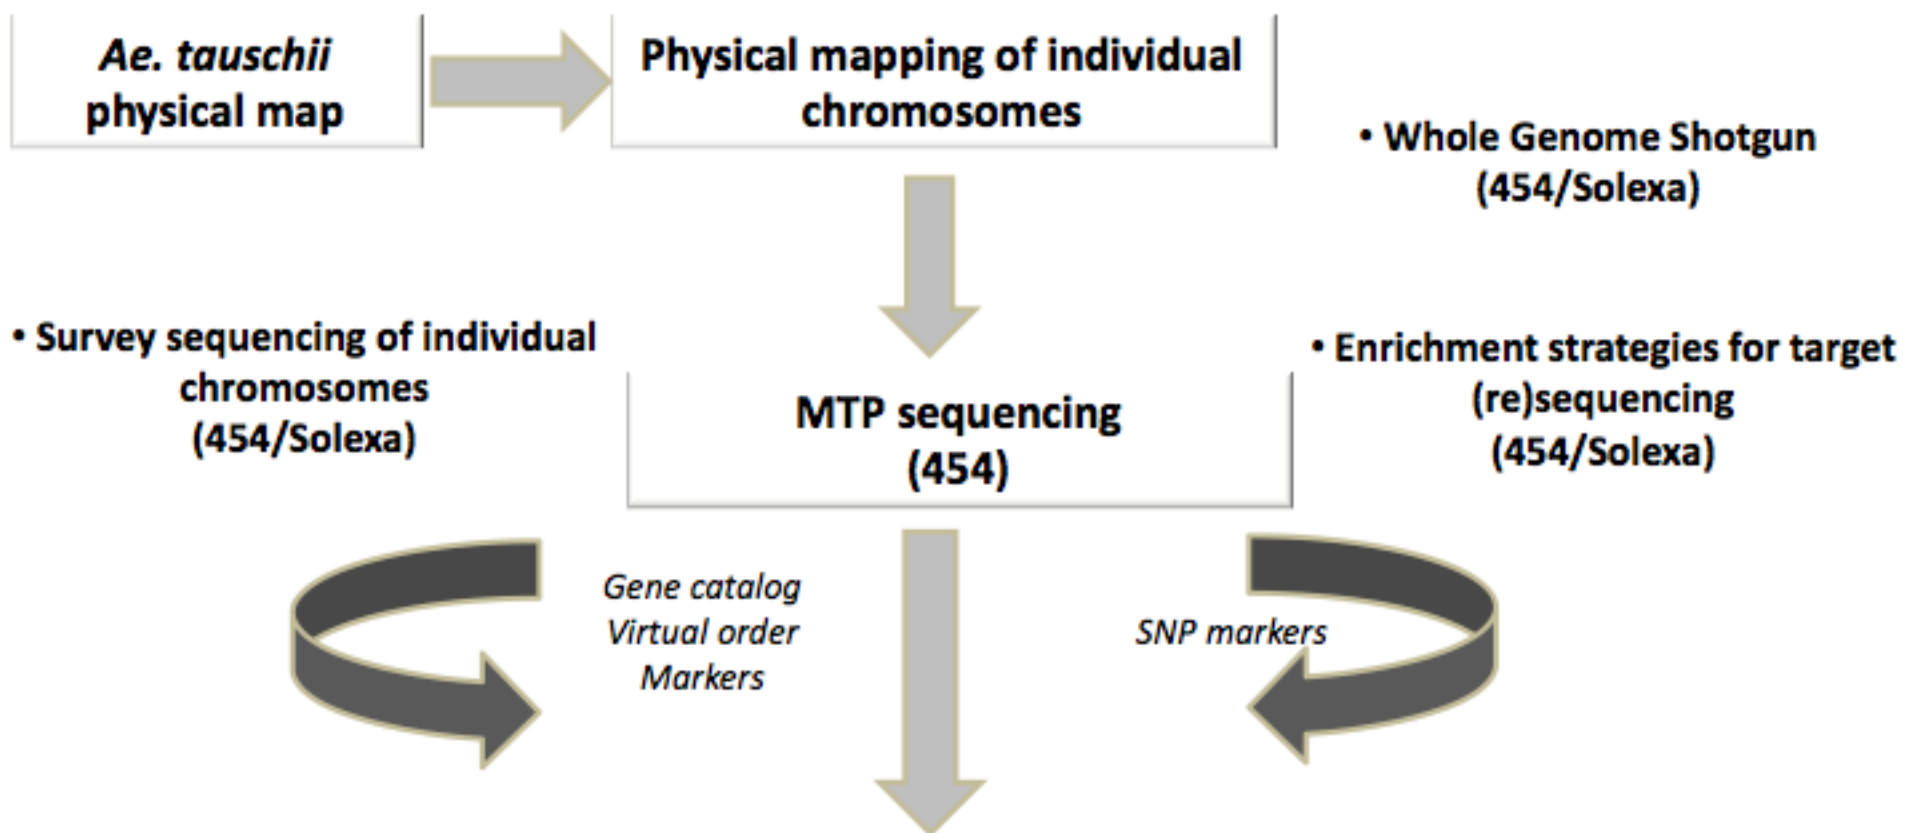 Ae. tauschii
physical map
Physical mapping of individual
chromosomes
• Whole Genome Shotgun
(454/Solexa)
• Survey sequencing of individual
chromosomes
(454/Solexa)
MTP sequencing
(454)
• Enrichment strategies for target
(re)sequencing
(454/Solexa)
Gene catalog
Virtual order
Markers
SNP markers